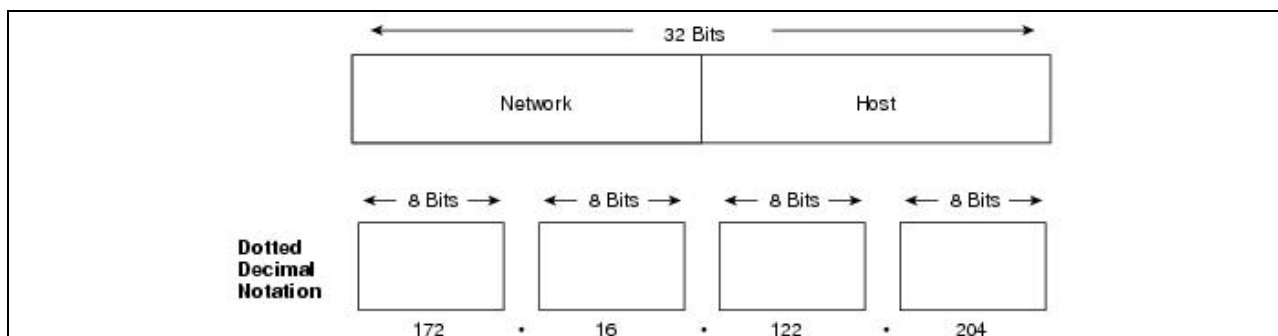 32 Bits
Network Host
8 Bits 8 Bits 8 Bits 8 Bits
Dotted
Decimal
Notation
172 . 16 . 122 . 204